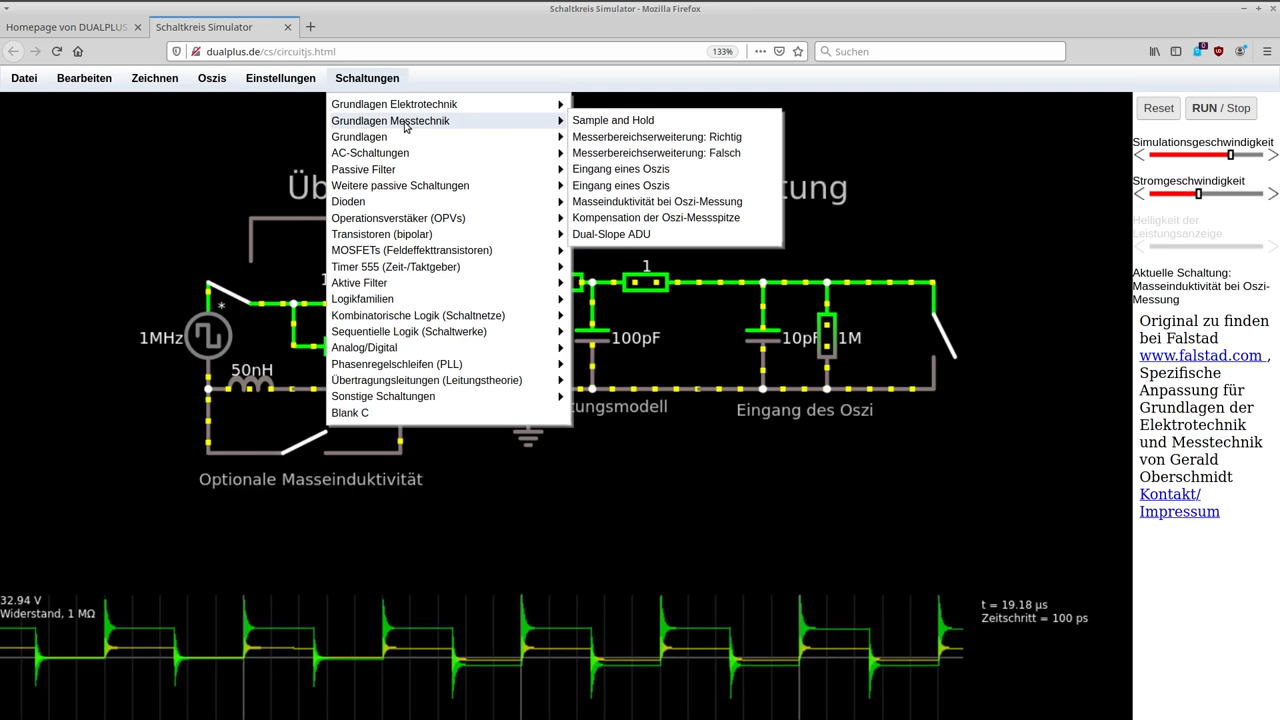 Schaltkreis Simulator - Mozilla Firefox
Homepage von DUALPLUS
Schaltkreis Simulator
dualplus.de/cs/circuitjs.html
133%
Suchen
0
Datei Bearbeiten Zeichnen Oszis Einstellungen Schaltungen
Grundlagen Elektrotechnik
Grundlagen Messtechnik
Grundlagen
AC-Schaltungen
Passive Filter
Weitere passive Schaltungen
Dioden
Operationsverstäker (OPVs)
Transistoren (bipolar)
MOSFETs (Feldeffekttransistoren)
Timer 555 (Zeit-/Taktgeber)
Aktive Filter
Logikfamilien
Kombinatorische Logik (Schaltnetze)
Sequentielle Logik (Schaltwerke)
Analog/Digital
Phasenregelschleifen (PLL)
Übertragungsleitungen (Leitungstheorie)
Sonstige Schaltungen
Blank C
Sample and Hold
Messerbereichserweiterung: Richtig
Messerbereichserweiterung: Falsch
Eingang eines Oszis
Eingang eines Oszis
Masseinduktivität bei Oszi-Messung
Kompensation der Oszi-Messspitze
Dual-Slope ADU
Üb
tung
1
*
1MHz
50nH
100pF
10pF
1M
tungsmodell
Eingang des Oszi
Optionale Masseinduktivität
32.94 V
Widerstand, 1 MΩ
t = 19.18 µs
Zeitschritt = 100 ps
Reset RUN / Stop
Simulationsgeschwindigkeit
Stromgeschwindigkeit
Helligkeit der
Leistungsanzeige
Aktuelle Schaltung:
Masseinduktivität bei Oszi-
Messung
Original zu finden
bei Falstad
www.falstad.com ,
Spezifische
Anpassung für
Grundlagen der
Elektrotechnik
und Messtechnik
von Gerald
Oberschmidt
Kontakt/
Impressum